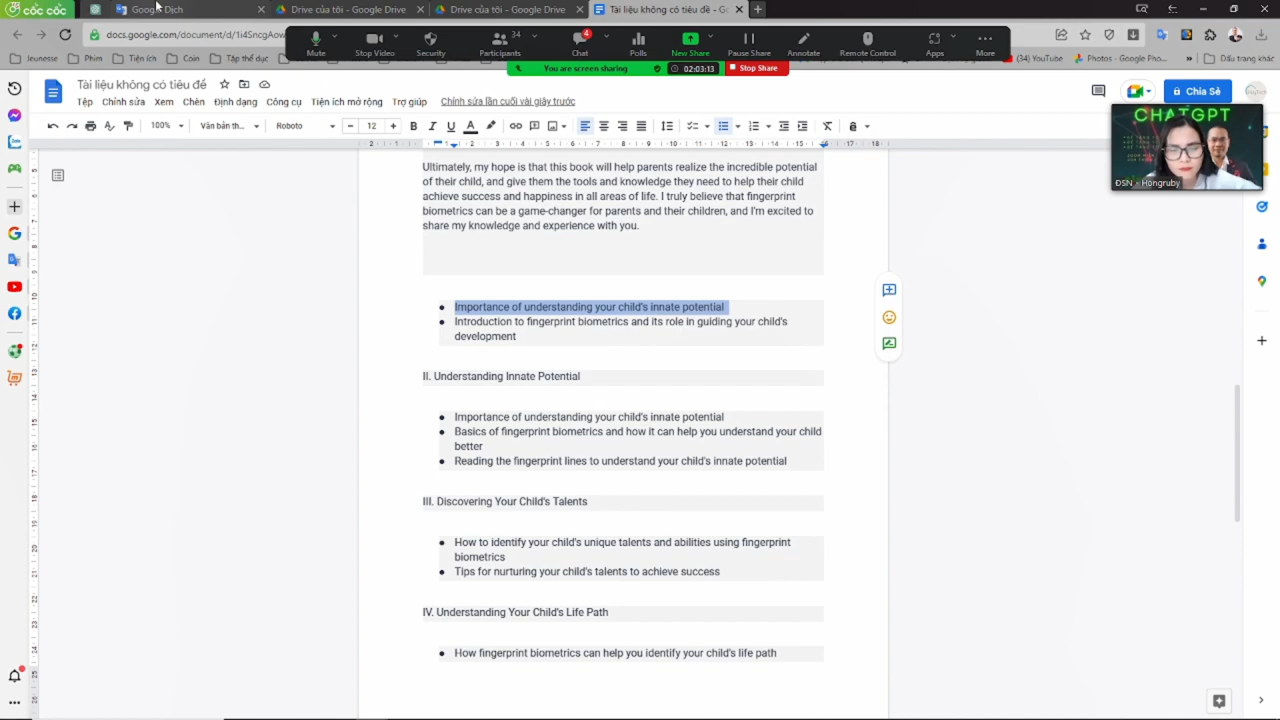 cốc cốc
Google Dịch
Drive của tôi - Google Drive
Drive của tôi - Google Drive
Tài liệu không có tiêu đề - Go
docs.google.com/document/d/1i4SncgAow
Mute
Stop Video
Security
Participants
34
Chat
4
Polls
New Share
Pause Share
Annotate
Remote Control
Apps
More
Jeunesse
Phim
Tiện ích
Coin
Tập thể dục
You are screen sharing
02:03:13
Stop Share
(34) YouTube
Photos - Google Pho...
Dấu trang khác
Tài liệu không có tiêu đề
Tệp Chỉnh sửa Xem Chèn Định dạng Công cụ Tiện ích mở rộng Trợ giúp
Chỉnh sửa lần cuối vài giây trước
Chia Sẻ
100%
Văn bản th...
Roboto
12
CHATGPT
ĐSN × Hongruby
Ultimately, my hope is that this book will help parents realize the incredible potential
of their child, and give them the tools and knowledge they need to help their child
achieve success and happiness in all areas of life. I truly believe that fingerprint
biometrics can be a game-changer for parents and their children, and I'm excited to
share my knowledge and experience with you.
● Importance of understanding your child's innate potential
● Introduction to fingerprint biometrics and its role in guiding your child's
development
II. Understanding Innate Potential
● Importance of understanding your child's innate potential
● Basics of fingerprint biometrics and how it can help you understand your child
better
● Reading the fingerprint lines to understand your child's innate potential
III. Discovering Your Child's Talents
● How to identify your child's unique talents and abilities using fingerprint
biometrics
● Tips for nurturing your child's talents to achieve success
IV. Understanding Your Child's Life Path
● How fingerprint biometrics can help you identify your child's life path